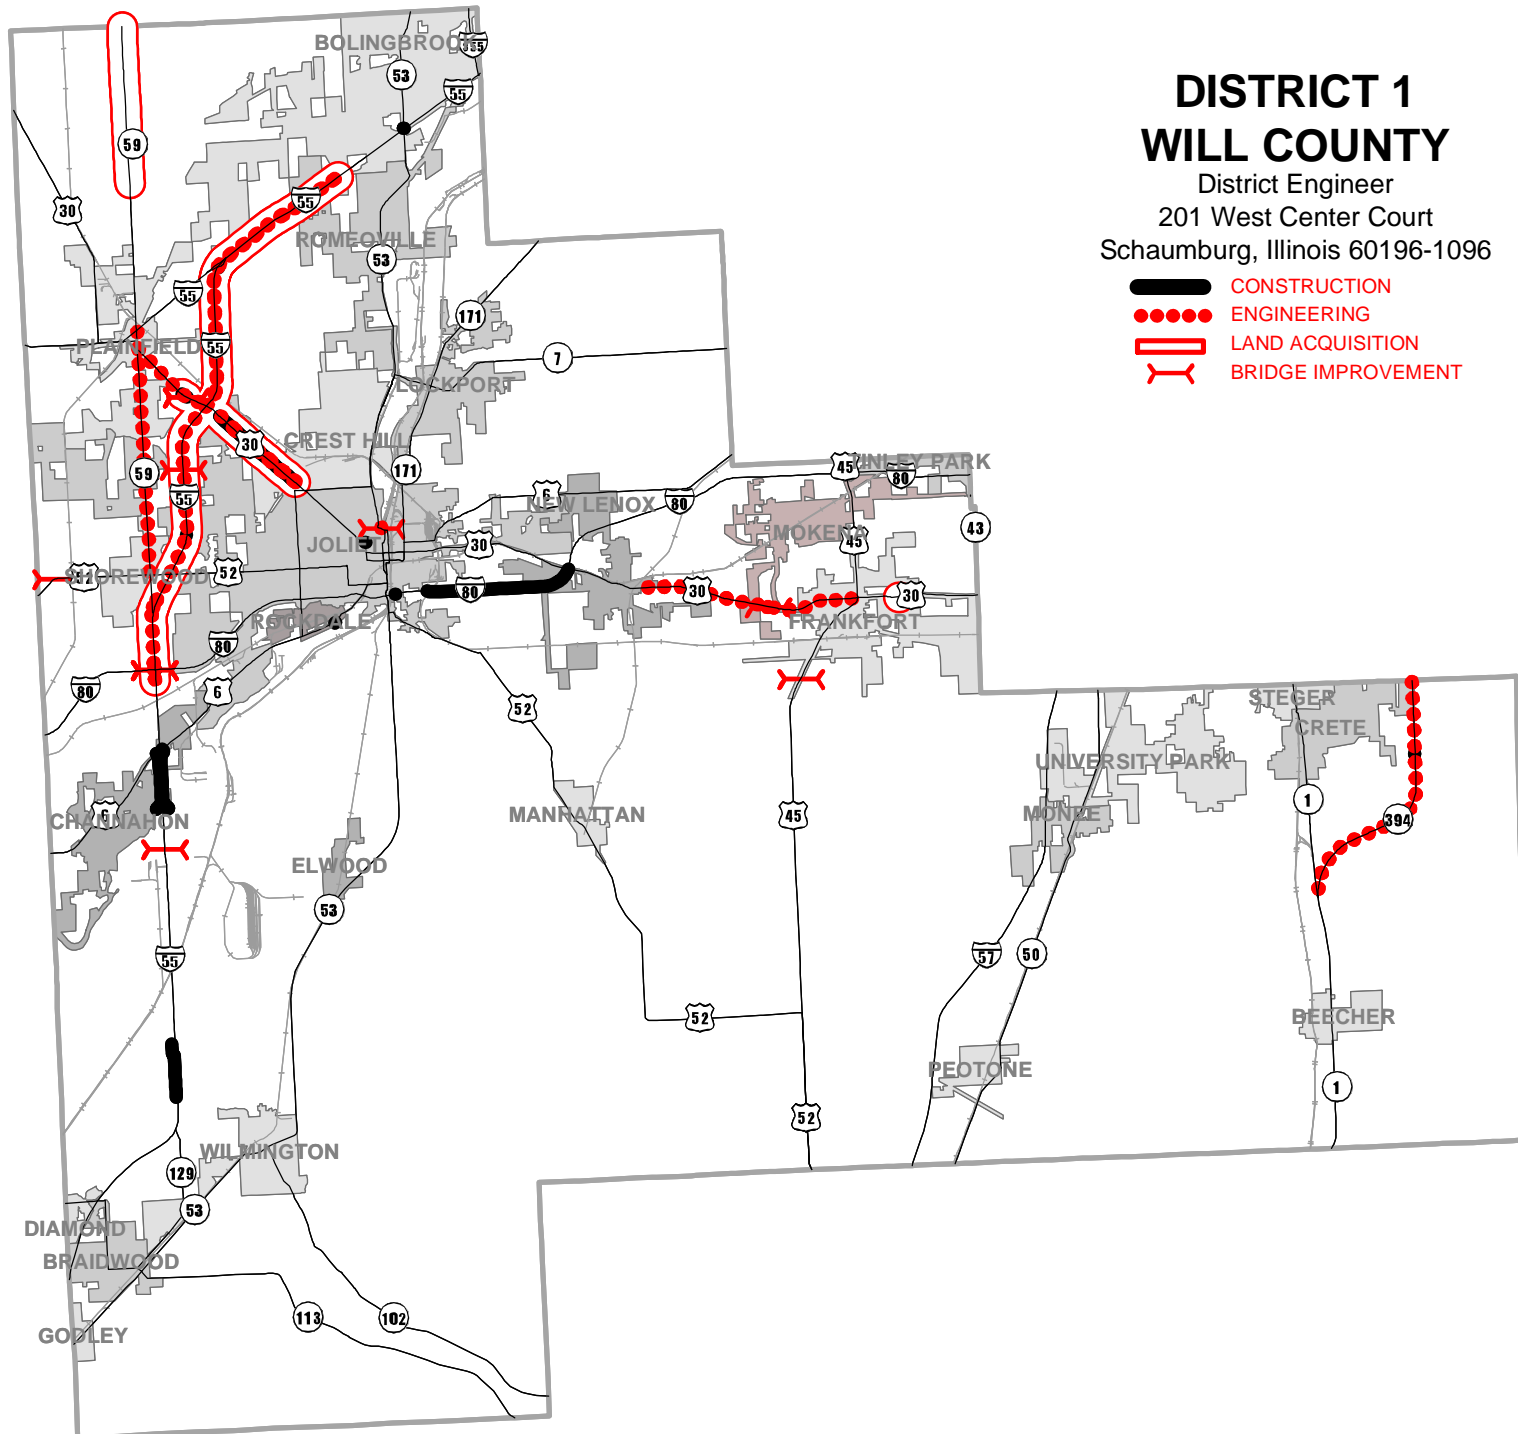 DISTRICT 1
WILL COUNTY
District Engineer
201 West Center Court
Schaumburg, Illinois 60196-1096
CONSTRUCTION
ENGINEERING
LAND ACQUISITION
BRIDGE IMPROVEMENT
BOLINGBROOK
355
53
55
59
30
55
ROMEOVILLE
53
55
171
PLAINFIELD
55
7
LOCKPORT
CREST HILL
30
59
171
45
TINLEY PARK
80
55
6
NEW LENOX
80
43
MOKENA
45
JOLIET
30
SHOREWOOD
52
52
80
30
30
ROCKDALE
FRANKFORT
80
80
6
52
STEGER
CRETE
UNIVERSITY PARK
1
394
6
CHANNAHON
MANHATTAN
45
MONEE
ELWOOD
53
55
57
50
52
BEECHER
PEOTONE
1
52
WILMINGTON
129
53
DIAMOND
BRAIDWOOD
113
102
GODLEY